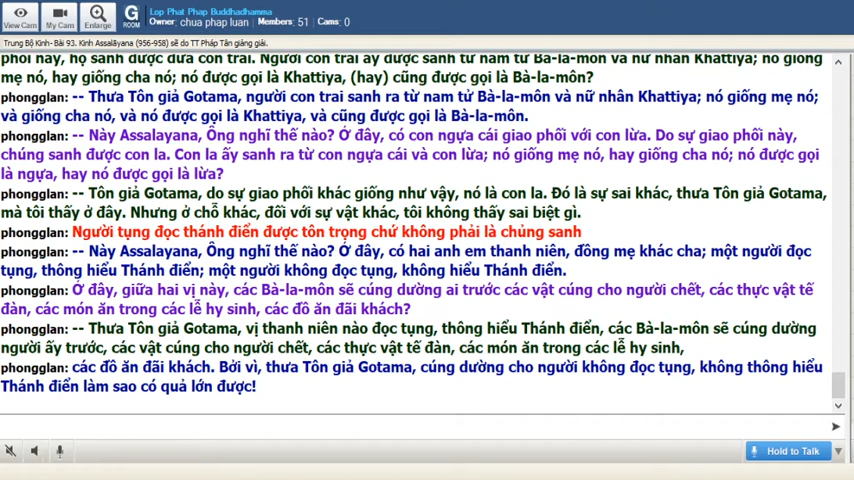 Lop Phat Phap Buddhadhamma
Owner: chua phap luan Members: 51 Cams: 0
View Cam My Cam Enlarge G ROOM
Trung Bộ Kinh- Bài 93. Kinh Assalāyana (956-958) sẽ do TT Pháp Tân giảng giải.
phối này, họ sanh được đứa con trai. Người con trai ấy được sanh từ nam tử Bà-la-môn và nữ nhân Khattiya; nó giống
mẹ nó, hay giống cha nó; nó được gọi là Khattiya, (hay) cũng được gọi là Bà-la-môn?
phongglan: -- Thưa Tôn giả Gotama, người con trai sanh ra từ nam tử Bà-la-môn và nữ nhân Khattiya; nó giống mẹ nó;
và giống cha nó, và nó được gọi là Khattiya, và cũng được gọi là Bà-la-môn.
phongglan: -- Này Assalayana, Ông nghĩ thế nào? Ở đây, có con ngựa cái giao phối với con lừa. Do sự giao phối này,
chúng sanh được con la. Con la ấy sanh ra từ con ngựa cái và con lừa; nó giống mẹ nó, hay giống cha nó; nó được gọi
là ngựa, hay nó được gọi là lừa?
phongglan: -- Tôn giả Gotama, do sự giao phối khác giống như vậy, nó là con la. Đó là sự sai khác, thưa Tôn giả Gotama,
mà tôi thấy ở đây. Nhưng ở chỗ khác, đối với sự vật khác, tôi không thấy sai biệt gì.
phongglan: Người tụng đọc thánh điển được tôn trọng chứ không phải là chủng sanh
phongglan: -- Này Assalayana, Ông nghĩ thế nào? Ở đây, có hai anh em thanh niên, đồng mẹ khác cha; một người đọc
tụng, thông hiểu Thánh điển; một người không đọc tụng, không hiểu Thánh điển.
phongglan: Ở đây, giữa hai vị này, các Bà-la-môn sẽ cúng dường ai trước các vật cúng cho người chết, các thực vật tế
đàn, các món ăn trong các lễ hy sinh, các đồ ăn đãi khách?
phongglan: -- Thưa Tôn giả Gotama, vị thanh niên nào đọc tụng, thông hiểu Thánh điển, các Bà-la-môn sẽ cúng dường
người ấy trước, các vật cúng cho người chết, các thực vật tế đàn, các món ăn trong các lễ hy sinh,
phongglan: các đồ ăn đãi khách. Bởi vì, thưa Tôn giả Gotama, cúng dường cho người không đọc tụng, không thông hiểu
Thánh điển làm sao có quả lớn được!
Hold to Talk